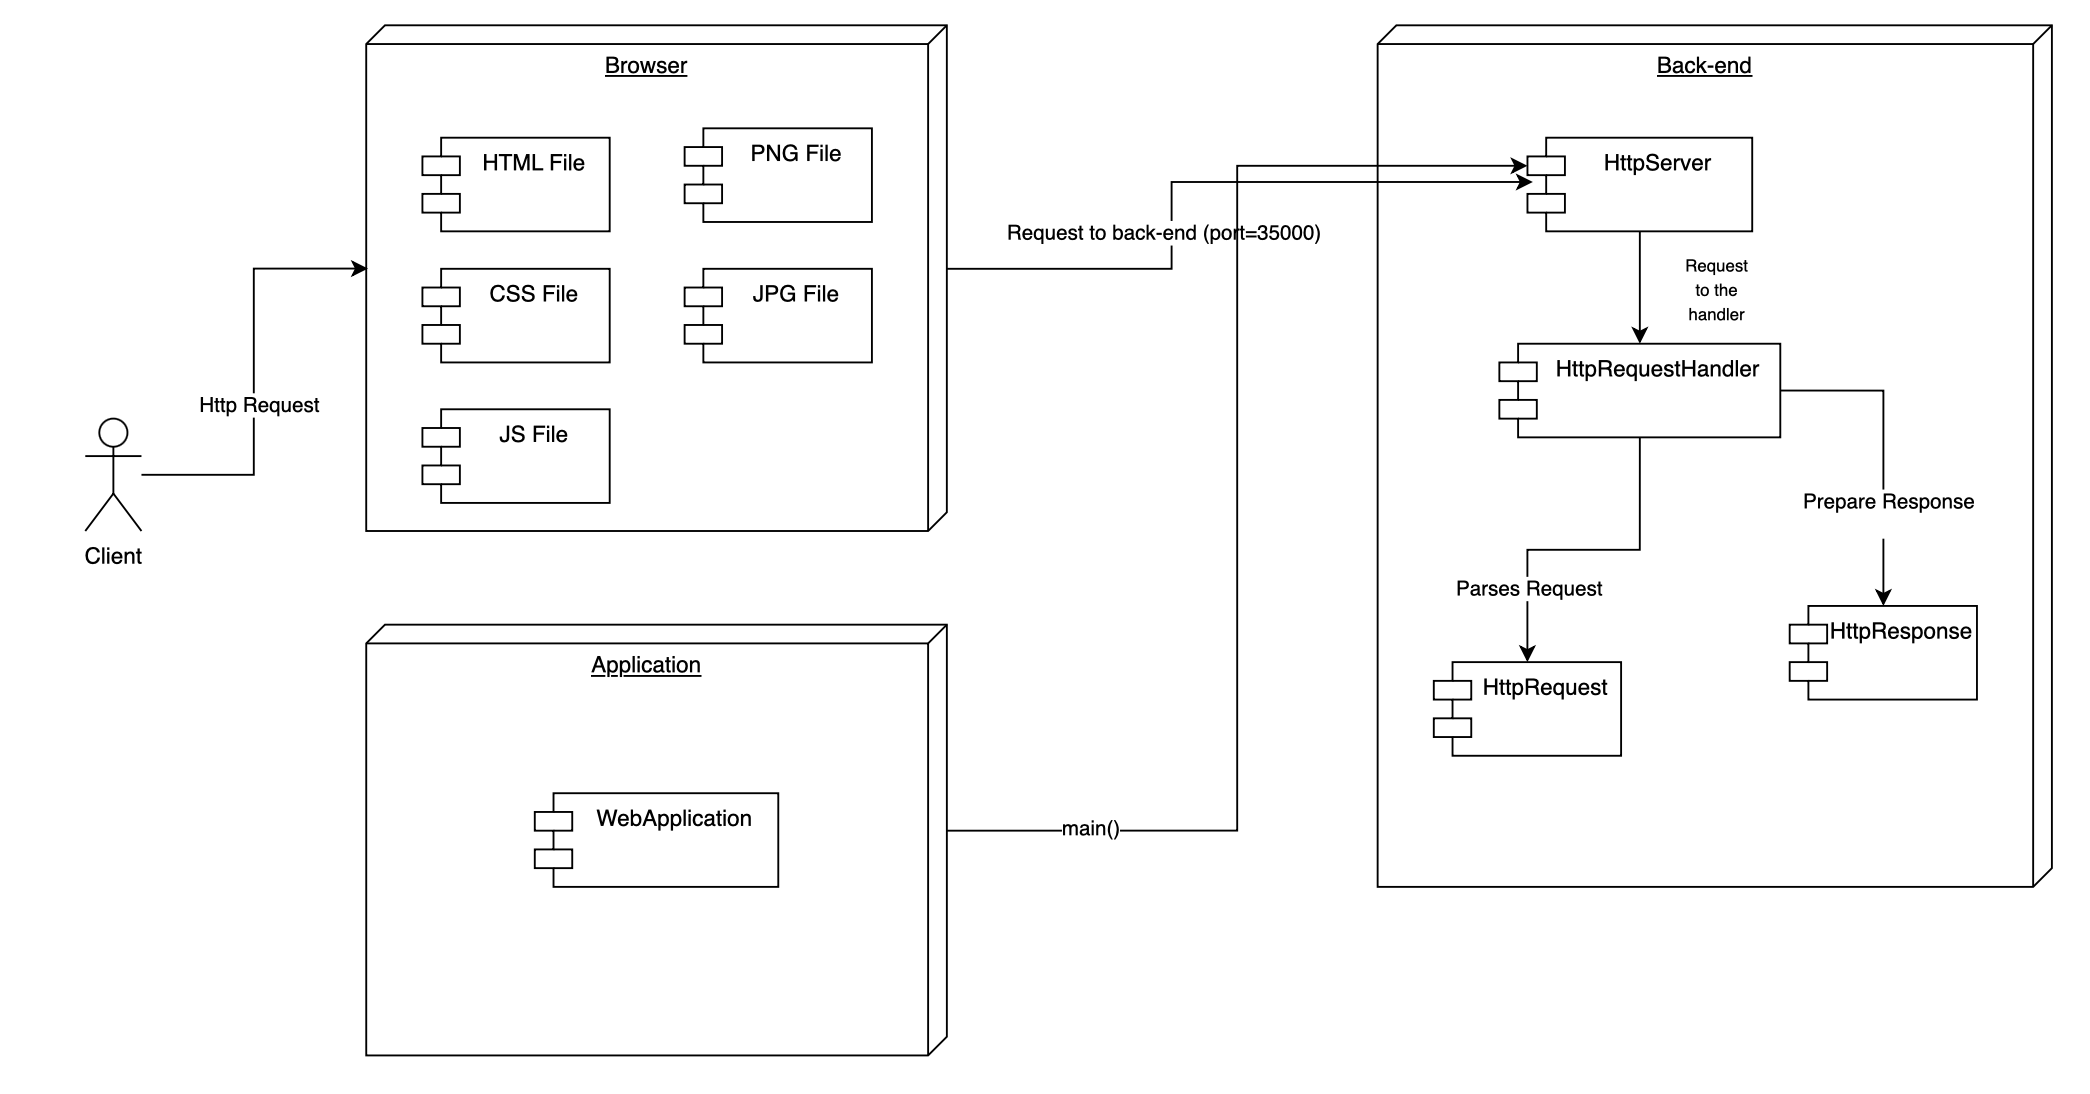 Browser
HTML File
PNG File
CSS File
JPG File
JS File
Http Request
Client
Application
WebApplication
Request to back-end (port=35000)
main()
Back-end
HttpServer
Request
to the
handler
HttpRequestHandler
Prepare Response
Parses Request
HttpResponse
HttpRequest